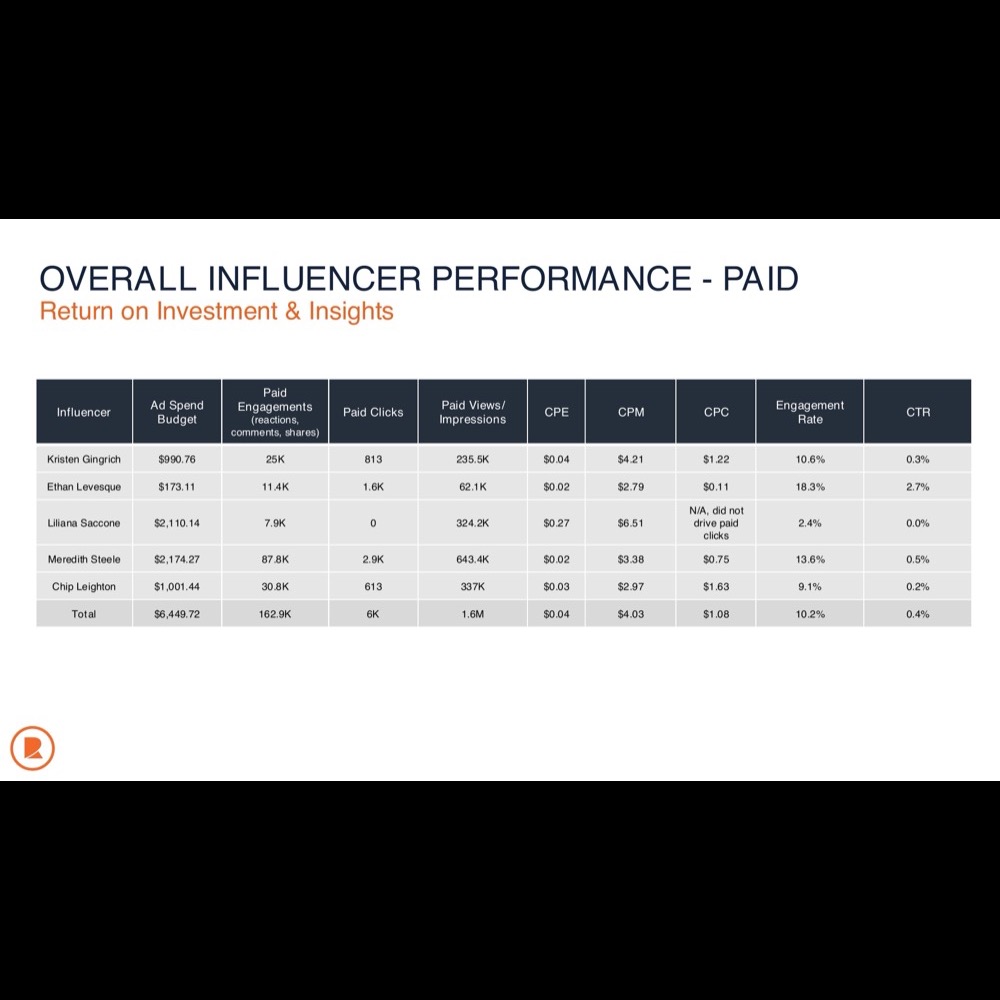 OVERALL INFLUENCER PERFORMANCE - PAID
Return on Investment & Insights
Influencer
Ad Spend
Budget
Paid
Engagements
(reactions,
comments, shares)
Paid Clicks
Paid Views/
Impressions
CPE
CPM
CPC
Engagement
Rate
CTR
Kristen Gingrich $990.76 25K 813 235.5K $0.04 $4.21 $1.22 10.6% 0.3%
Ethan Levesque $173.11 11.4K 1.6K 62.1K $0.02 $2.79 $0.11 18.3% 2.7%
Liliana Saccone $2,110.14 7.9K 0 324.2K $0.27 $6.51
N/A, did not
drive paid
clicks
2.4% 0.0%
Meredith Steele $2,174.27 87.8K 2.9K 643.4K $0.02 $3.38 $0.75 13.6% 0.5%
Chip Leighton $1,001.44 30.8K 613 337K $0.03 $2.97 $1.63 9.1% 0.2%
Total $6,449.72 162.9K 6K 1.6M $0.04 $4.03 $1.08 10.2% 0.4%
R